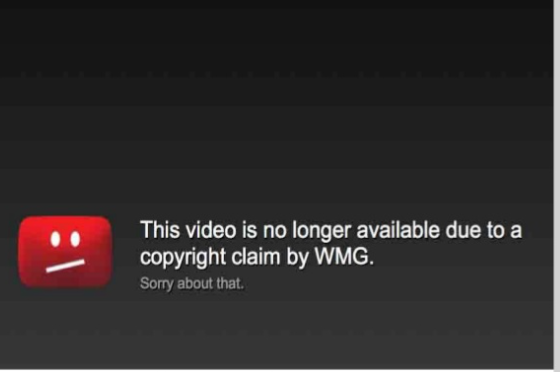 This video is no longer available due to a
copyright claim by WMG.
Sorry about that.